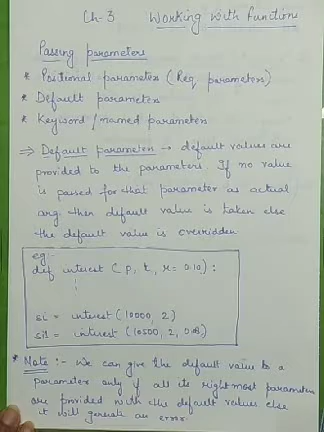 Ch-3 Working with functions
Passing parameters
* Positional parameter (Req parameters)
* Default parameter
* Keyword / named parameters
⇒ Default parameters → default values are
provided to the parameters. If no value
is passed for that parameter as actual
arg then default value is taken else
the default value is overridden
eg:-
def interest (p, t, r = 0.10) :
si = interest (10000, 2)
si1 = interest (10500, 2, 0.08)
* Note :- We can give the default value to a
parameter only if all its right most parameters
are provided with the default values else
it will generate an error.